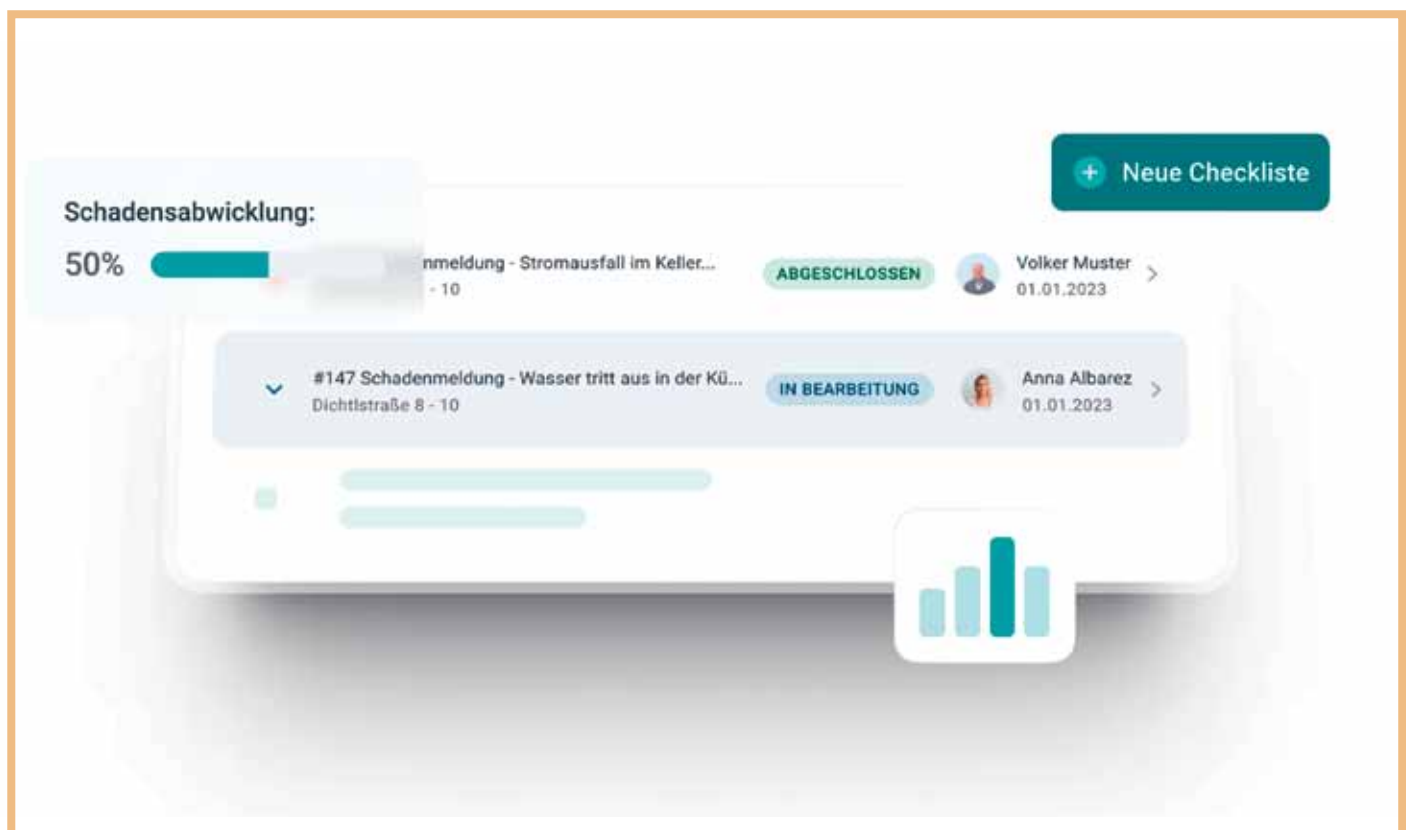 Neue Checkliste
Schadensabwicklung:
50%
nmeldung - Stromausfall im Keller...
- 10
ABGESCHLOSSEN
Volker Muster
01.01.2023
#147 Schadenmeldung - Wasser tritt aus in der Kü...
Dichtlstraße 8 - 10
IN BEARBEITUNG
Anna Albarez
01.01.2023